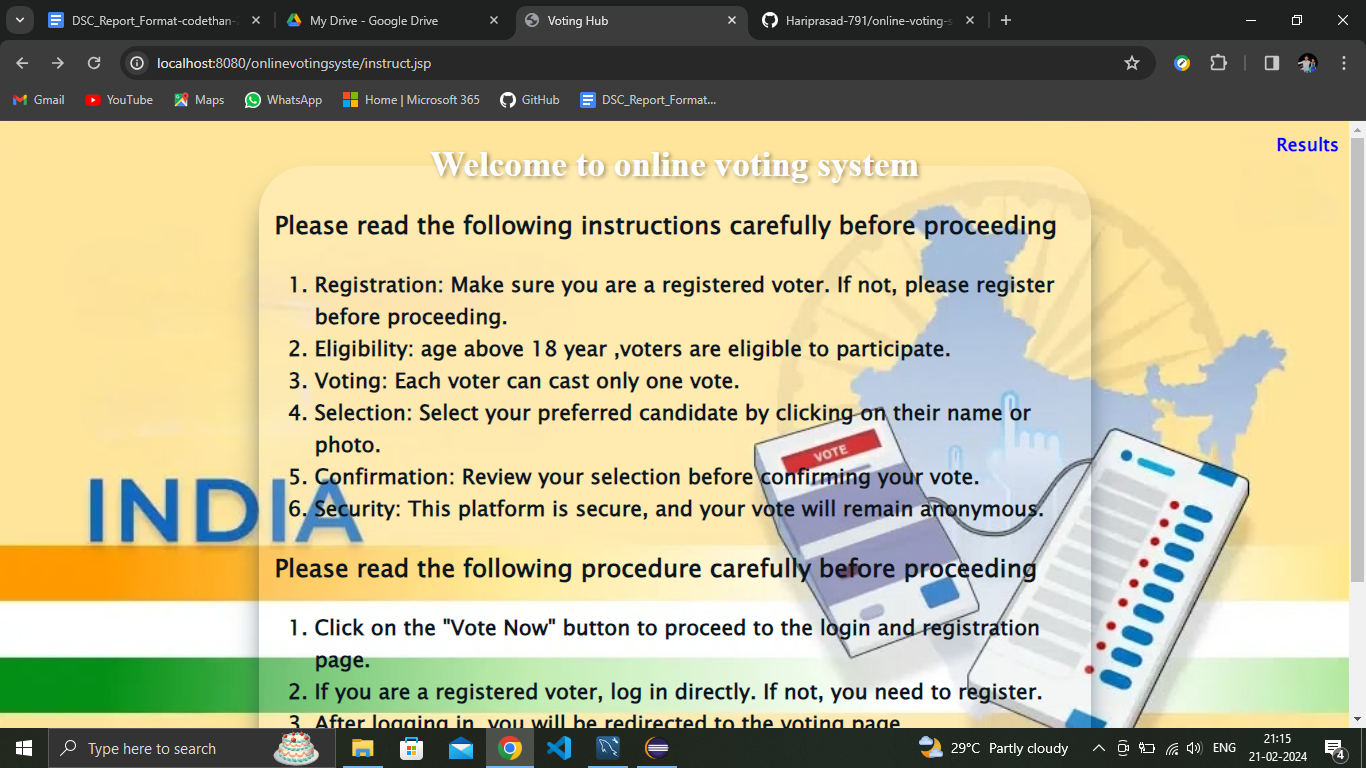 DSC_Report_Format-codethan-
My Drive - Google Drive
Voting Hub
Hariprasad-791/online-voting-s
localhost:8080/onlinevotingsyste/instruct.jsp
Gmail
YouTube
Maps
WhatsApp
Home | Microsoft 365
GitHub
DSC_Report_Format...
Results
Welcome to online voting system
Please read the following instructions carefully before proceeding
1. Registration: Make sure you are a registered voter. If not, please register
before proceeding.
2. Eligibility: age above 18 year ,voters are eligible to participate.
3. Voting: Each voter can cast only one vote.
4. Selection: Select your preferred candidate by clicking on their name or
photo.
VOTE
5. Confirmation: Review your selection before confirming your vote.
6. Security: This platform is secure, and your vote will remain anonymous.
INDIA
Please read the following procedure carefully before proceeding
1. Click on the "Vote Now" button to proceed to the login and registration
page.
2. If you are a registered voter, log in directly. If not, you need to register.
3. After logging in, you will be redirected to the voting page
Type here to search
29°C Partly cloudy
ENG
21:15
21-02-2024
4